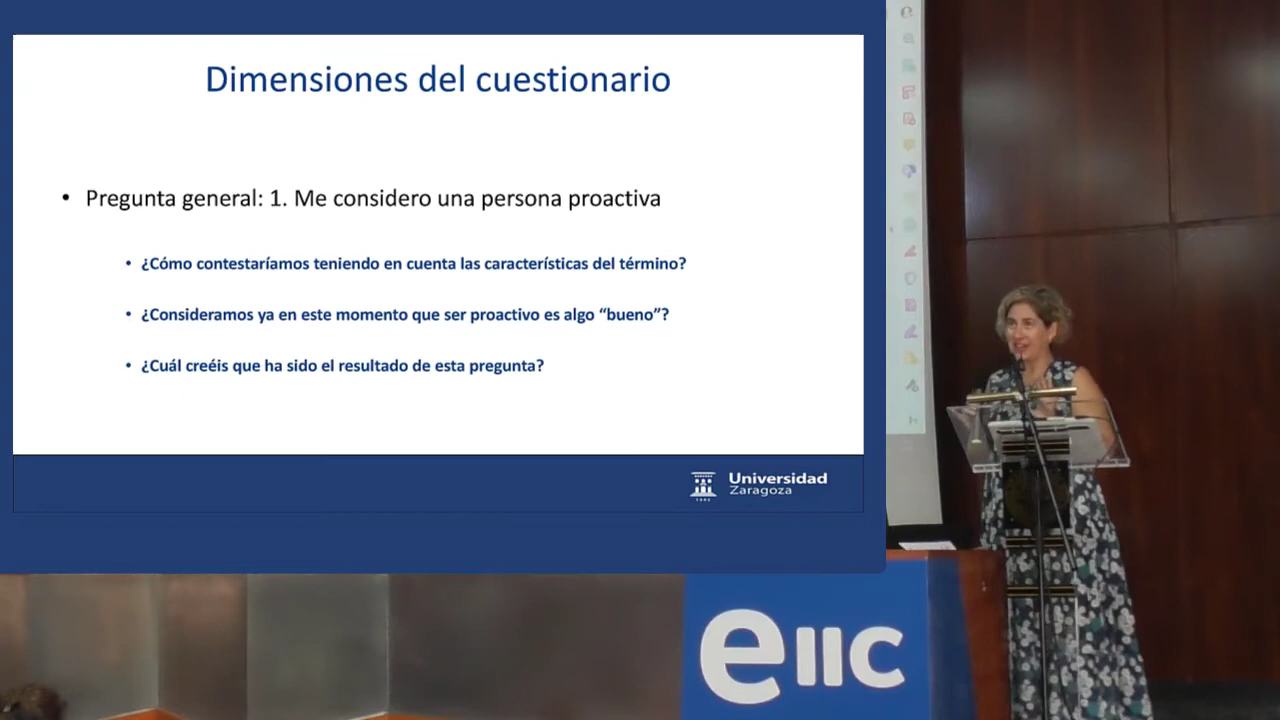 Dimensiones del cuestionario
• Pregunta general: 1. Me considero una persona proactiva
• ¿Cómo contestaríamos teniendo en cuenta las características del término?
• ¿Consideramos ya en este momento que ser proactivo es algo “bueno”?
• ¿Cuál creéis que ha sido el resultado de esta pregunta?
Universidad
Zaragoza
eIIC